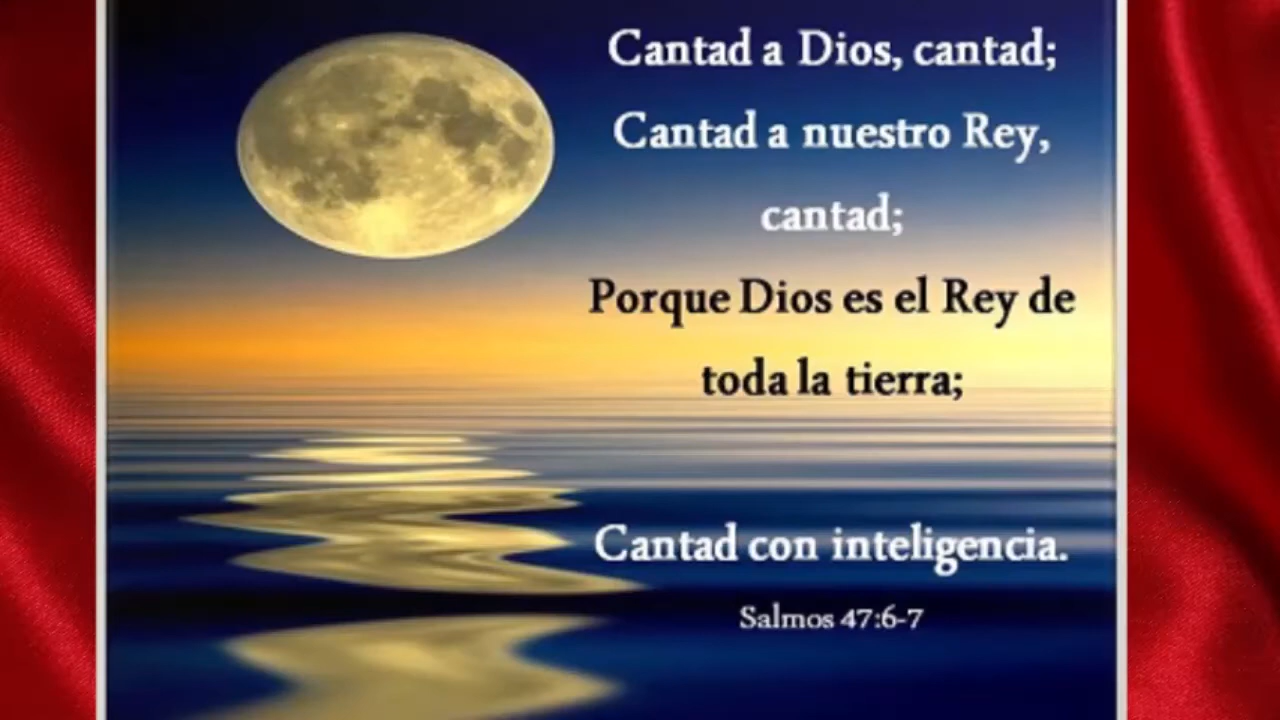 Cantad a Dios, cantad;
Cantad a nuestro Rey,
cantad;
Porque Dios es el Rey de
toda la tierra;
Cantad con inteligencia.
Salmos 47:6-7